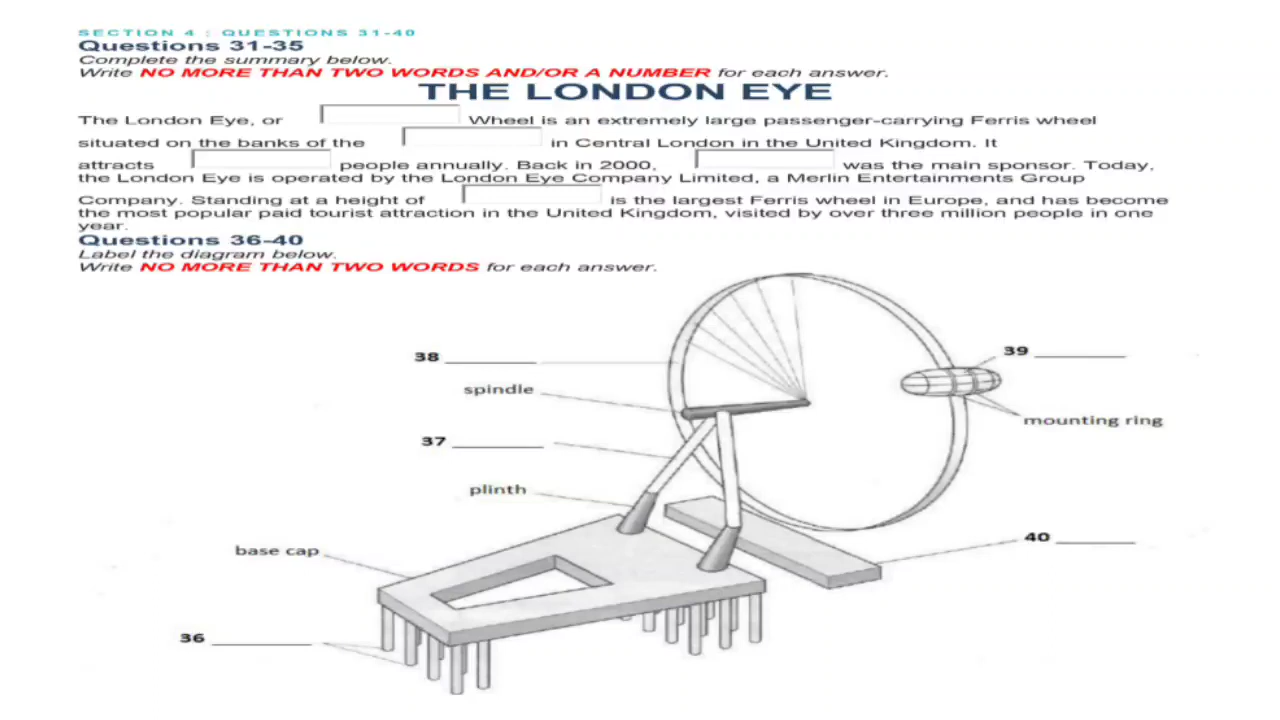 SECTION 4 : QUESTIONS 31-40
Questions 31-35
Complete the summary below.
Write NO MORE THAN TWO WORDS AND/OR A NUMBER for each answer.
THE LONDON EYE
The London Eye, or Wheel is an extremely large passenger-carrying Ferris wheel
situated on the banks of the in Central London in the United Kingdom. It
attracts people annually. Back in 2000, was the main sponsor. Today,
the London Eye is operated by the London Eye Company Limited, a Merlin Entertainments Group
Company. Standing at a height of is the largest Ferris wheel in Europe, and has become
the most popular paid tourist attraction in the United Kingdom, visited by over three million people in one
year.
Questions 36-40
Label the diagram below.
Write NO MORE THAN TWO WORDS for each answer.
39 ________
38 ________
spindle
mounting ring
37 ________
plinth
40 ________
base cap
36 ________